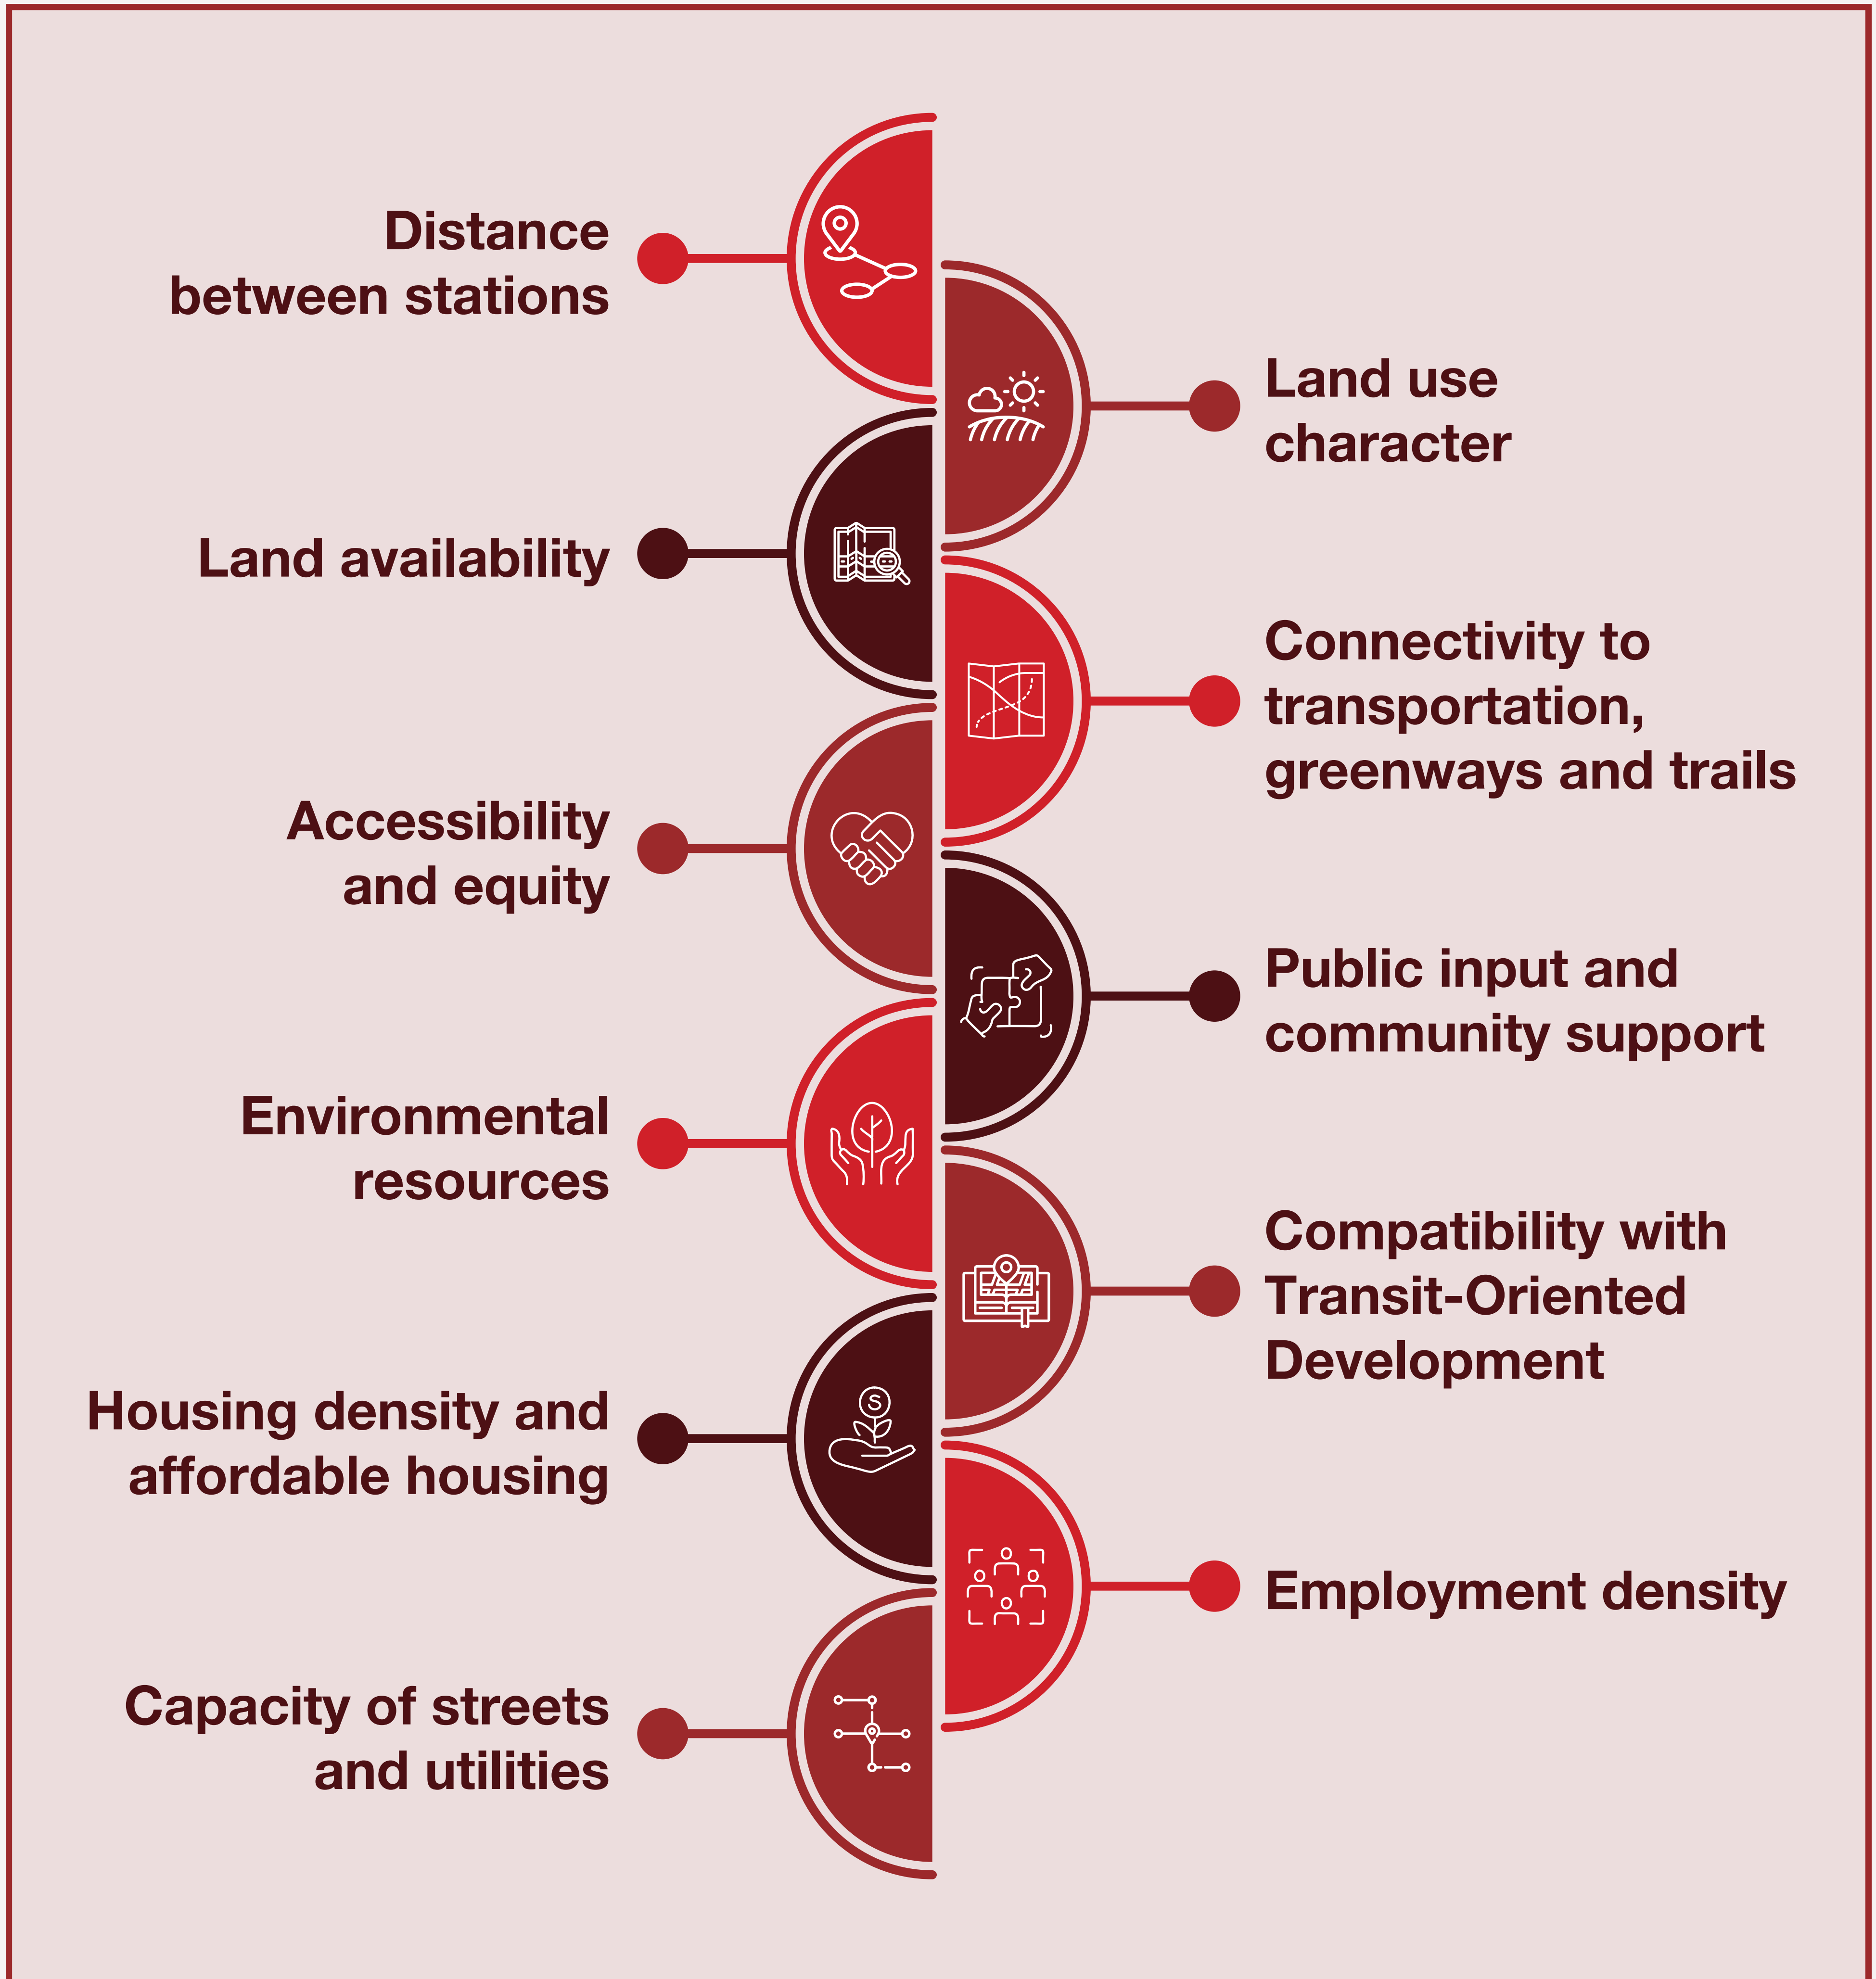 Distance
between stations
Land use
character
Land availability
Connectivity to
transportation,
greenways and trails
Accessibility
and equity
Public input and
community support
Environmental
resources
Compatibility with
Transit-Oriented
Development
Housing density and
affordable housing
Employment density
Capacity of streets
and utilities